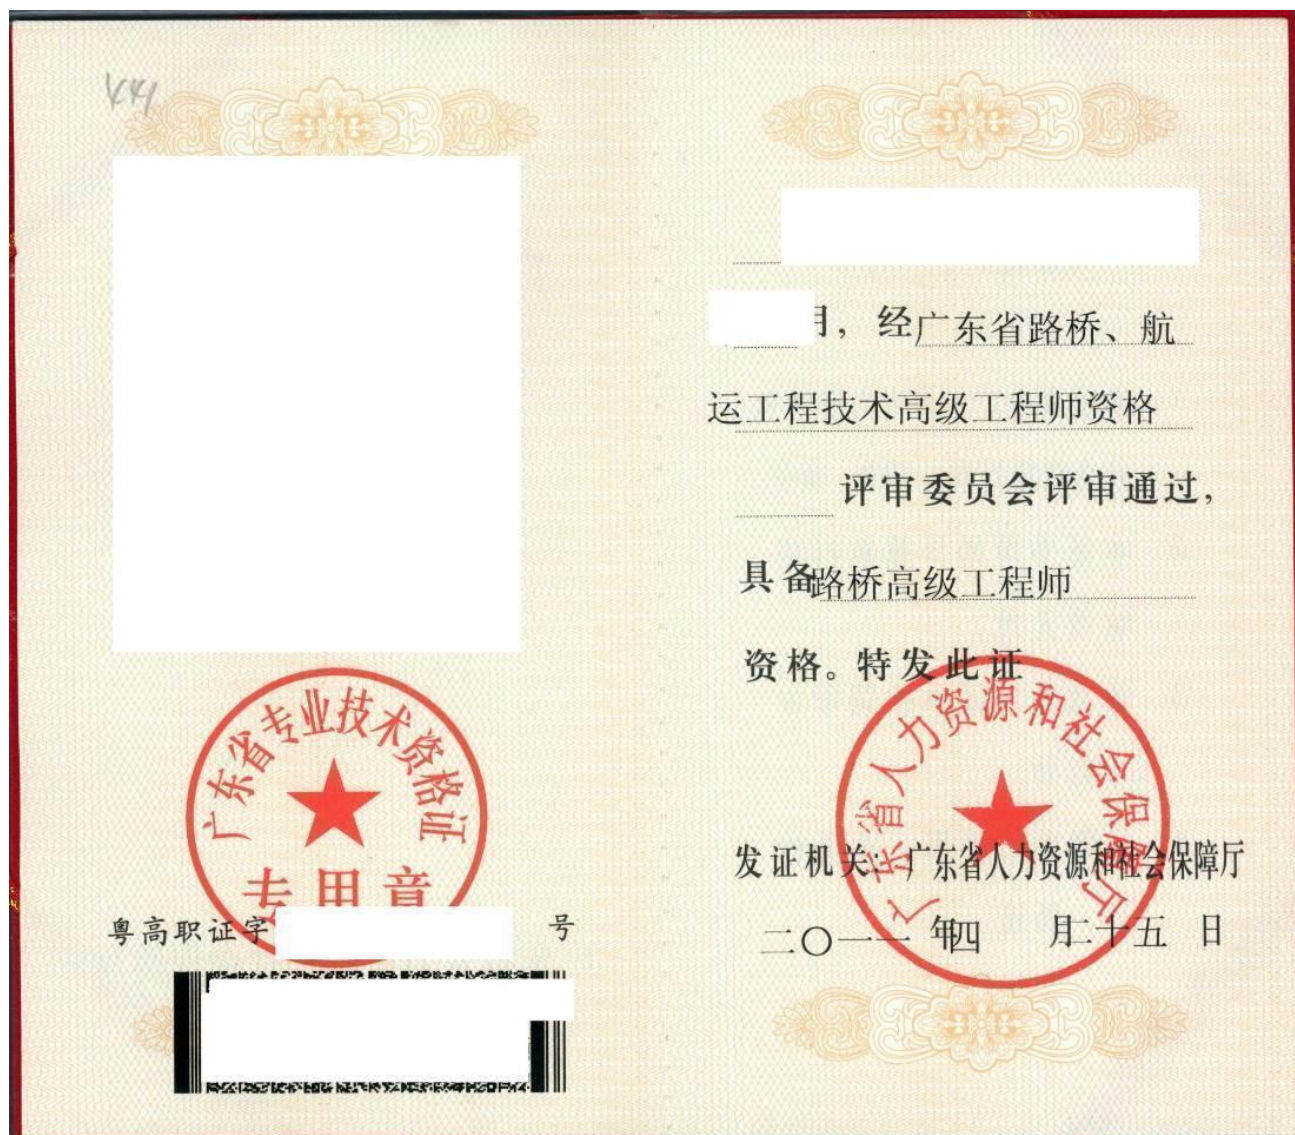 广东省专业技术资格证
专用章
粤高职证字 号
月，经广东省路桥、航
运工程技术高级工程师资格
评审委员会评审通过，
具备路桥高级工程师
资格。特发此证
广东省人力资源和社会保障厅
发证机关：广东省人力资源和社会保障厅
二〇一一年四月二十五日